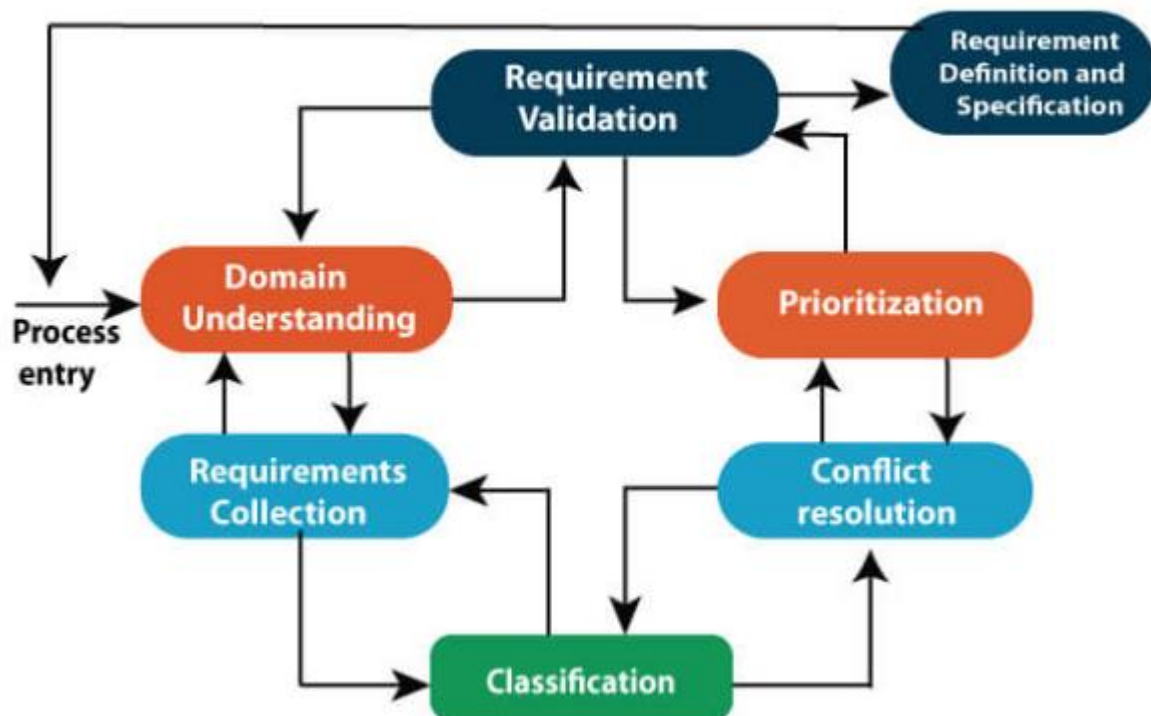 Requirement
Definition and
Specification
Requirement
Validation
Domain
Understanding
Prioritization
Process
entry
Requirements
Collection
Conflict
resolution
Classification